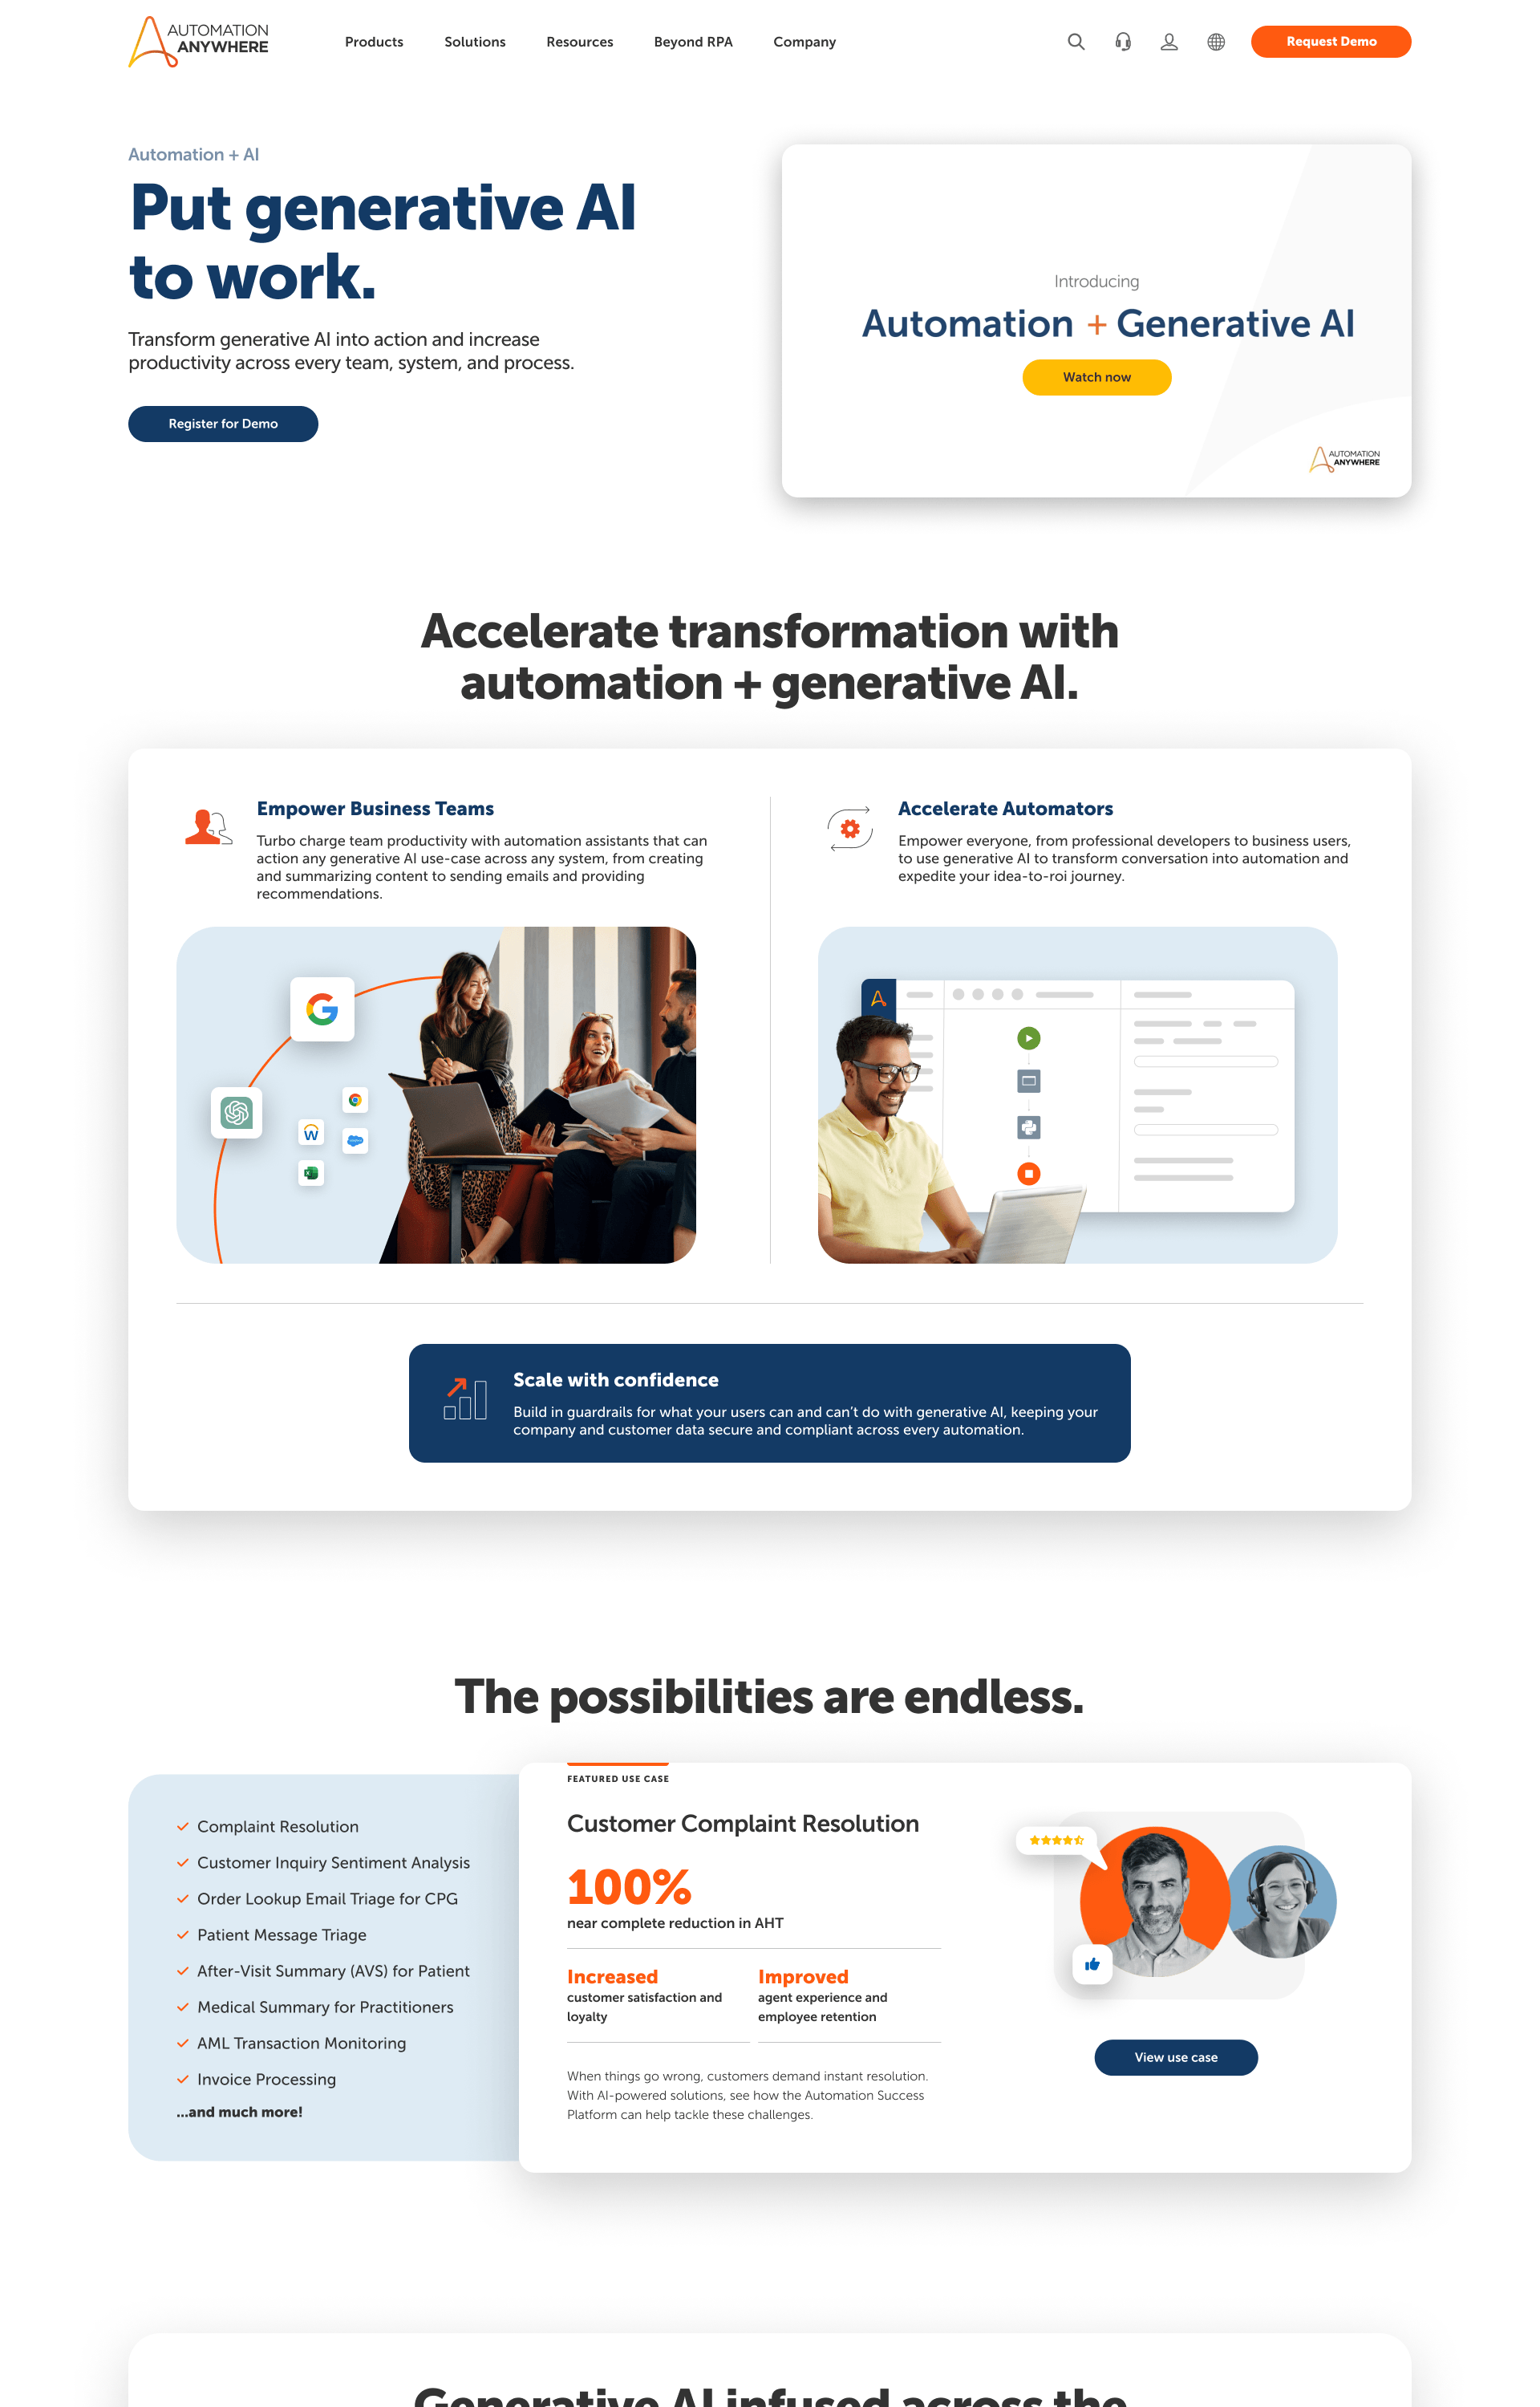 AUTOMATION
ANYWHERE
Products
Solutions
Resources
Beyond RPA
Company
Request Demo
Automation + AI
Put generative AI
to work.
Transform generative AI into action and increase
productivity across every team, system, and process.
Register for Demo
Introducing
Automation + Generative AI
Watch now
AUTOMATION
ANYWHERE
Accelerate transformation with
automation + generative AI.
Empower Business Teams
Turbo charge team productivity with automation assistants that can
action any generative AI use-case across any system, from creating
and summarizing content to sending emails and providing
recommendations.
Accelerate Automators
Empower everyone, from professional developers to business users,
to use generative AI to transform conversation into automation and
expedite your idea-to-roi journey.
Scale with confidence
Build in guardrails for what your users can and can't do with generative AI, keeping your
company and customer data secure and compliant across every automation.
The possibilities are endless.
Complaint Resolution
Customer Inquiry Sentiment Analysis
Order Lookup Email Triage for CPG
Patient Message Triage
After-Visit Summary (AVS) for Patient
Medical Summary for Practitioners
AML Transaction Monitoring
Invoice Processing
...and much more!
FEATURED USE CASE
Customer Complaint Resolution
100%
near complete reduction in AHT
Increased
customer satisfaction and
loyalty
Improved
agent experience and
employee retention
When things go wrong, customers demand instant resolution.
With AI-powered solutions, see how the Automation Success
Platform can help tackle these challenges.
View use case
Generative AI infused across the